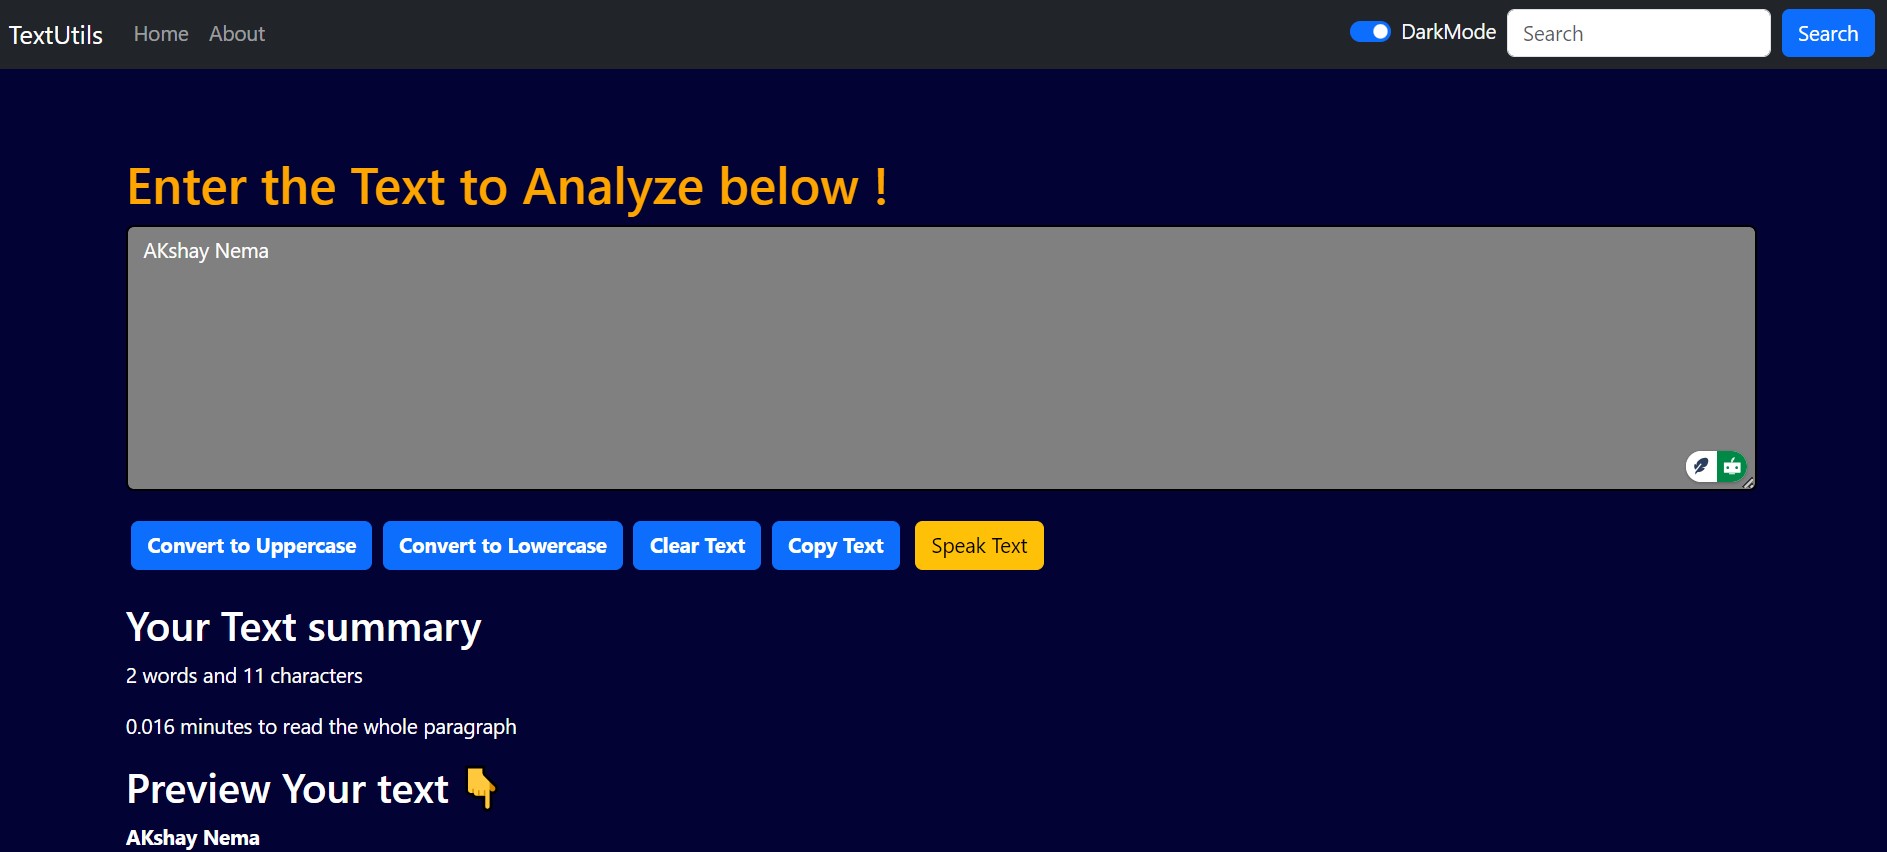 TextUtils Home About DarkMode Search Search
Enter the Text to Analyze below !
AKshay Nema
Convert to Uppercase Convert to Lowercase Clear Text Copy Text Speak Text
Your Text summary
2 words and 11 characters
0.016 minutes to read the whole paragraph
Preview Your text 👇
AKshay Nema